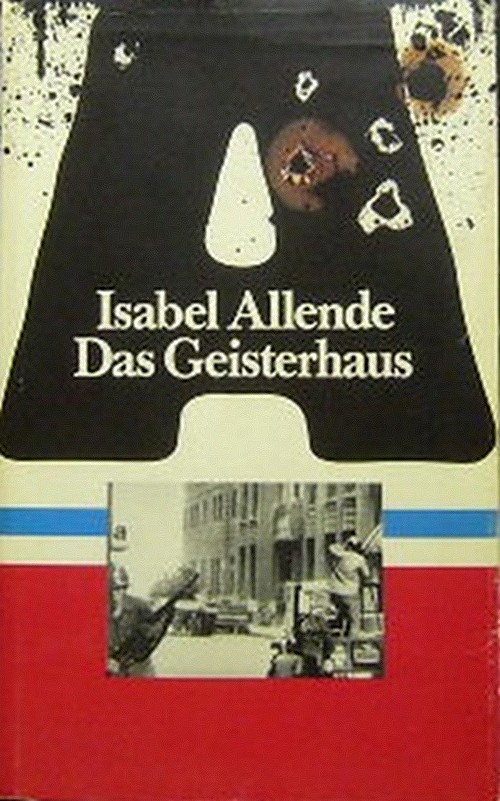 A
Isabel Allende
Das Geisterhaus
a